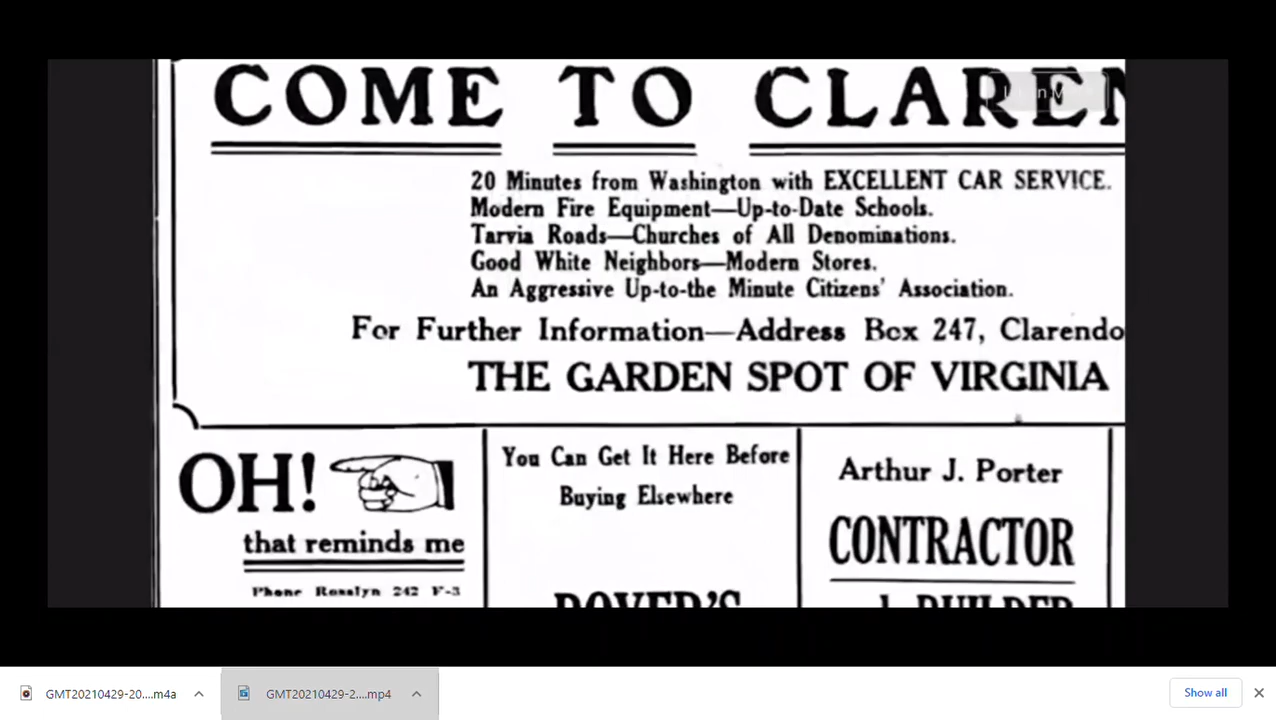 COME TO CLAREN
20 Minutes from Washington with EXCELLENT CAR SERVICE.
Modern Fire Equipment—Up-to-Date Schools.
Tarvia Roads—Churches of All Denominations.
Good White Neighbors—Modern Stores.
An Aggressive Up-to-the Minute Citizens' Association.
For Further Information—Address Box 247, Clarendo
THE GARDEN SPOT OF VIRGINIA
OH!
that reminds me
Phone Rosslyn 242 F-3
You Can Get It Here Before
Buying Elsewhere
Arthur J. Porter
CONTRACTOR
BUILDER
GMT20210429-20....m4a
GMT20210429-2....mp4
Show all